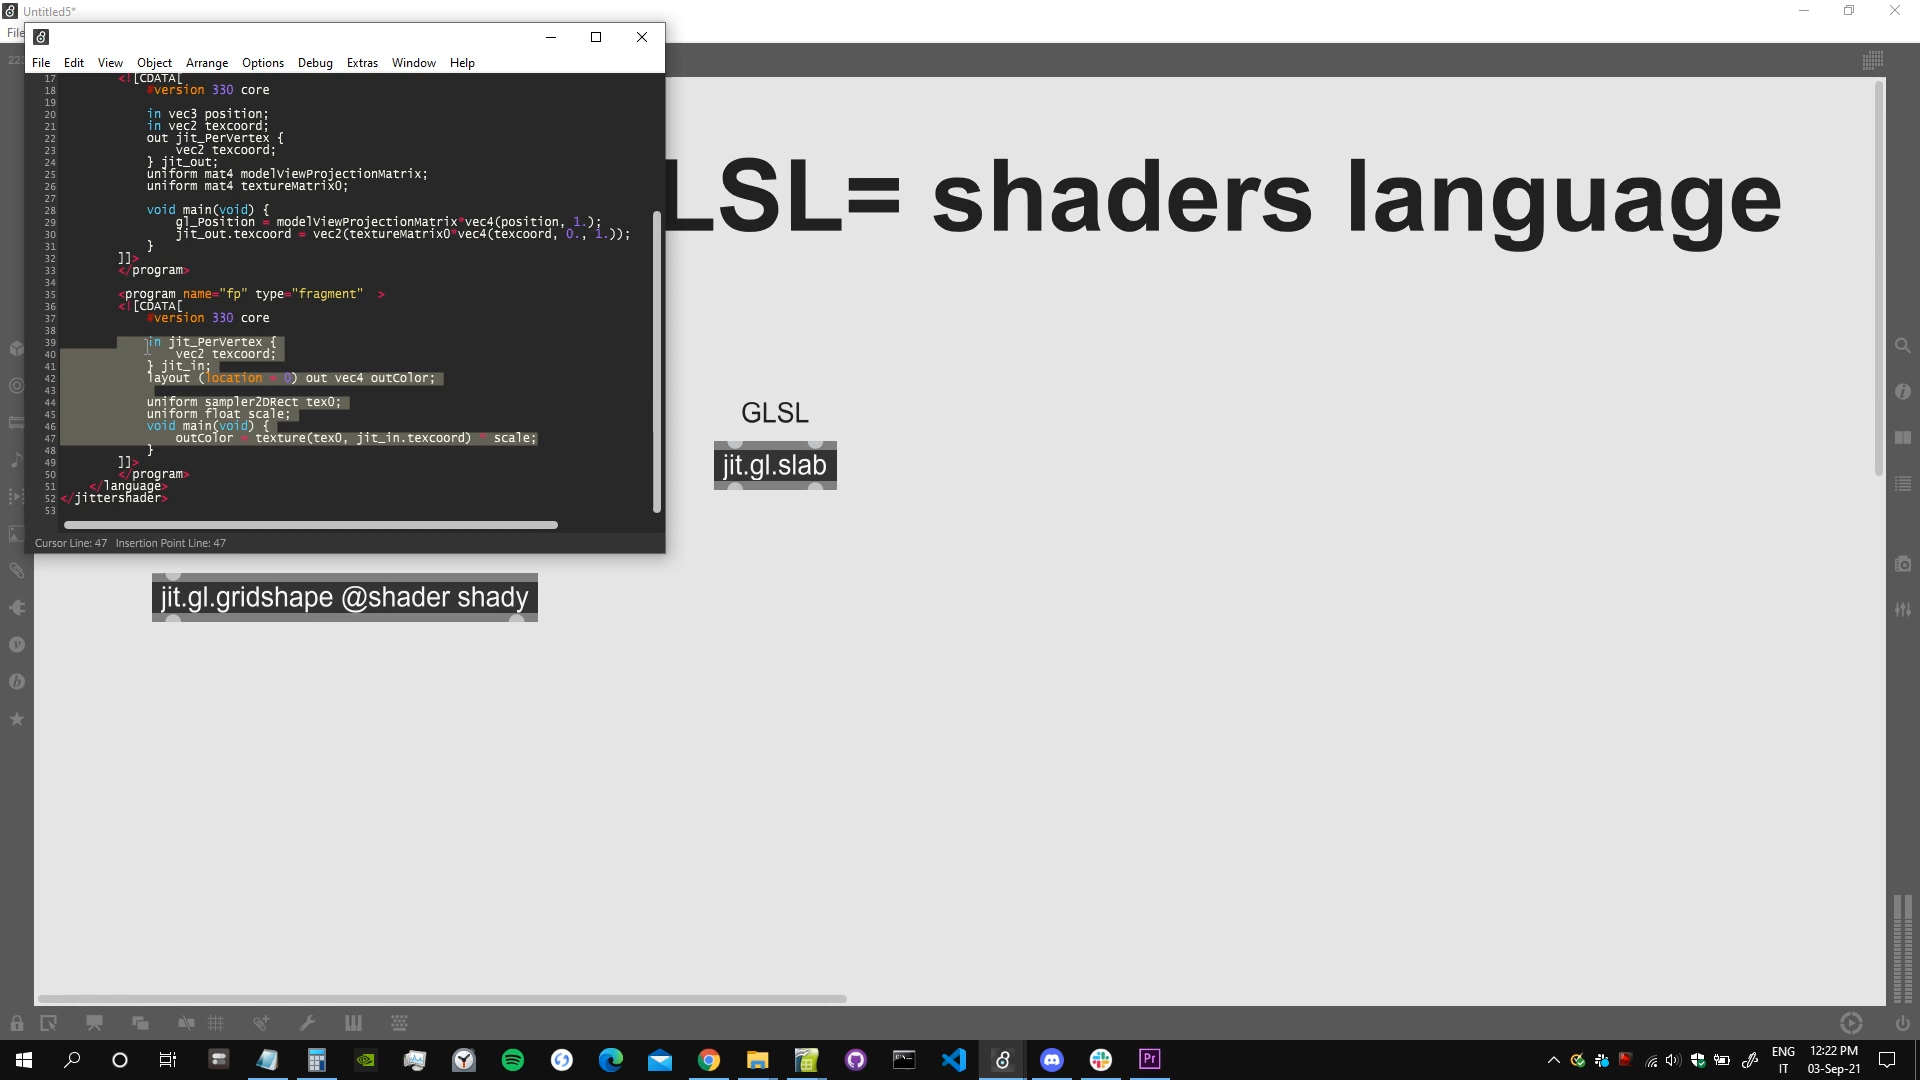 Untitled5*
File
File Edit View Object Arrange Options Debug Extras Window Help
17 <![CDATA[
18 #version 330 core
19
20 in vec3 position;
21 in vec2 texcoord;
22 out jit_PerVertex {
23 vec2 texcoord;
24 } jit_out;
25 uniform mat4 modelViewProjectionMatrix;
26 uniform mat4 textureMatrix0;
27
28 void main(void) {
29 gl_Position = modelViewProjectionMatrix*vec4(position, 1.);
30 jit_out.texcoord = vec2(textureMatrix0*vec4(texcoord, 0., 1.));
31 }
32 ]]>
33 </program>
34
35 <program name="fp" type="fragment" >
36 <![CDATA[
37 #version 330 core
38
39 in jit_PerVertex {
40 vec2 texcoord;
41 } jit_in;
42 layout (location = 0) out vec4 outColor;
43
44 uniform sampler2DRect tex0;
45 uniform float scale;
46 void main(void) {
47 outColor = texture(tex0, jit_in.texcoord) * scale;
48 }
49 ]]>
50 </program>
51 </language>
52 </jittershader>
53
Cursor Line: 47 Insertion Point Line: 47
LSL= shaders language
GLSL
jit.gl.slab
jit.gl.gridshape @shader shady
Pr
ENG
IT
12:22 PM
03-Sep-21